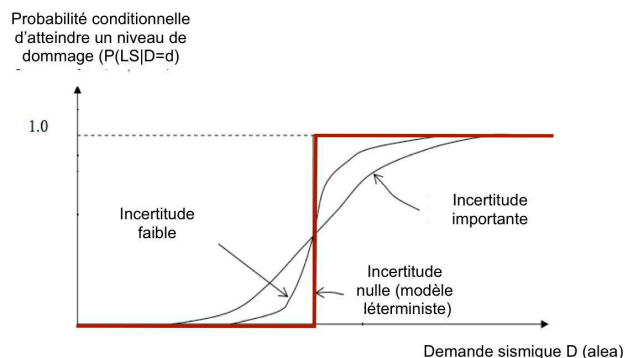 Probabilité conditionnelle
d'atteindre un niveau de
dommage (P(LS|D=d)
1.0
Incertitude
faible
Incertitude
importante
Incertitude
nulle (modèle
léterministe)
Demande sismique D (alea)